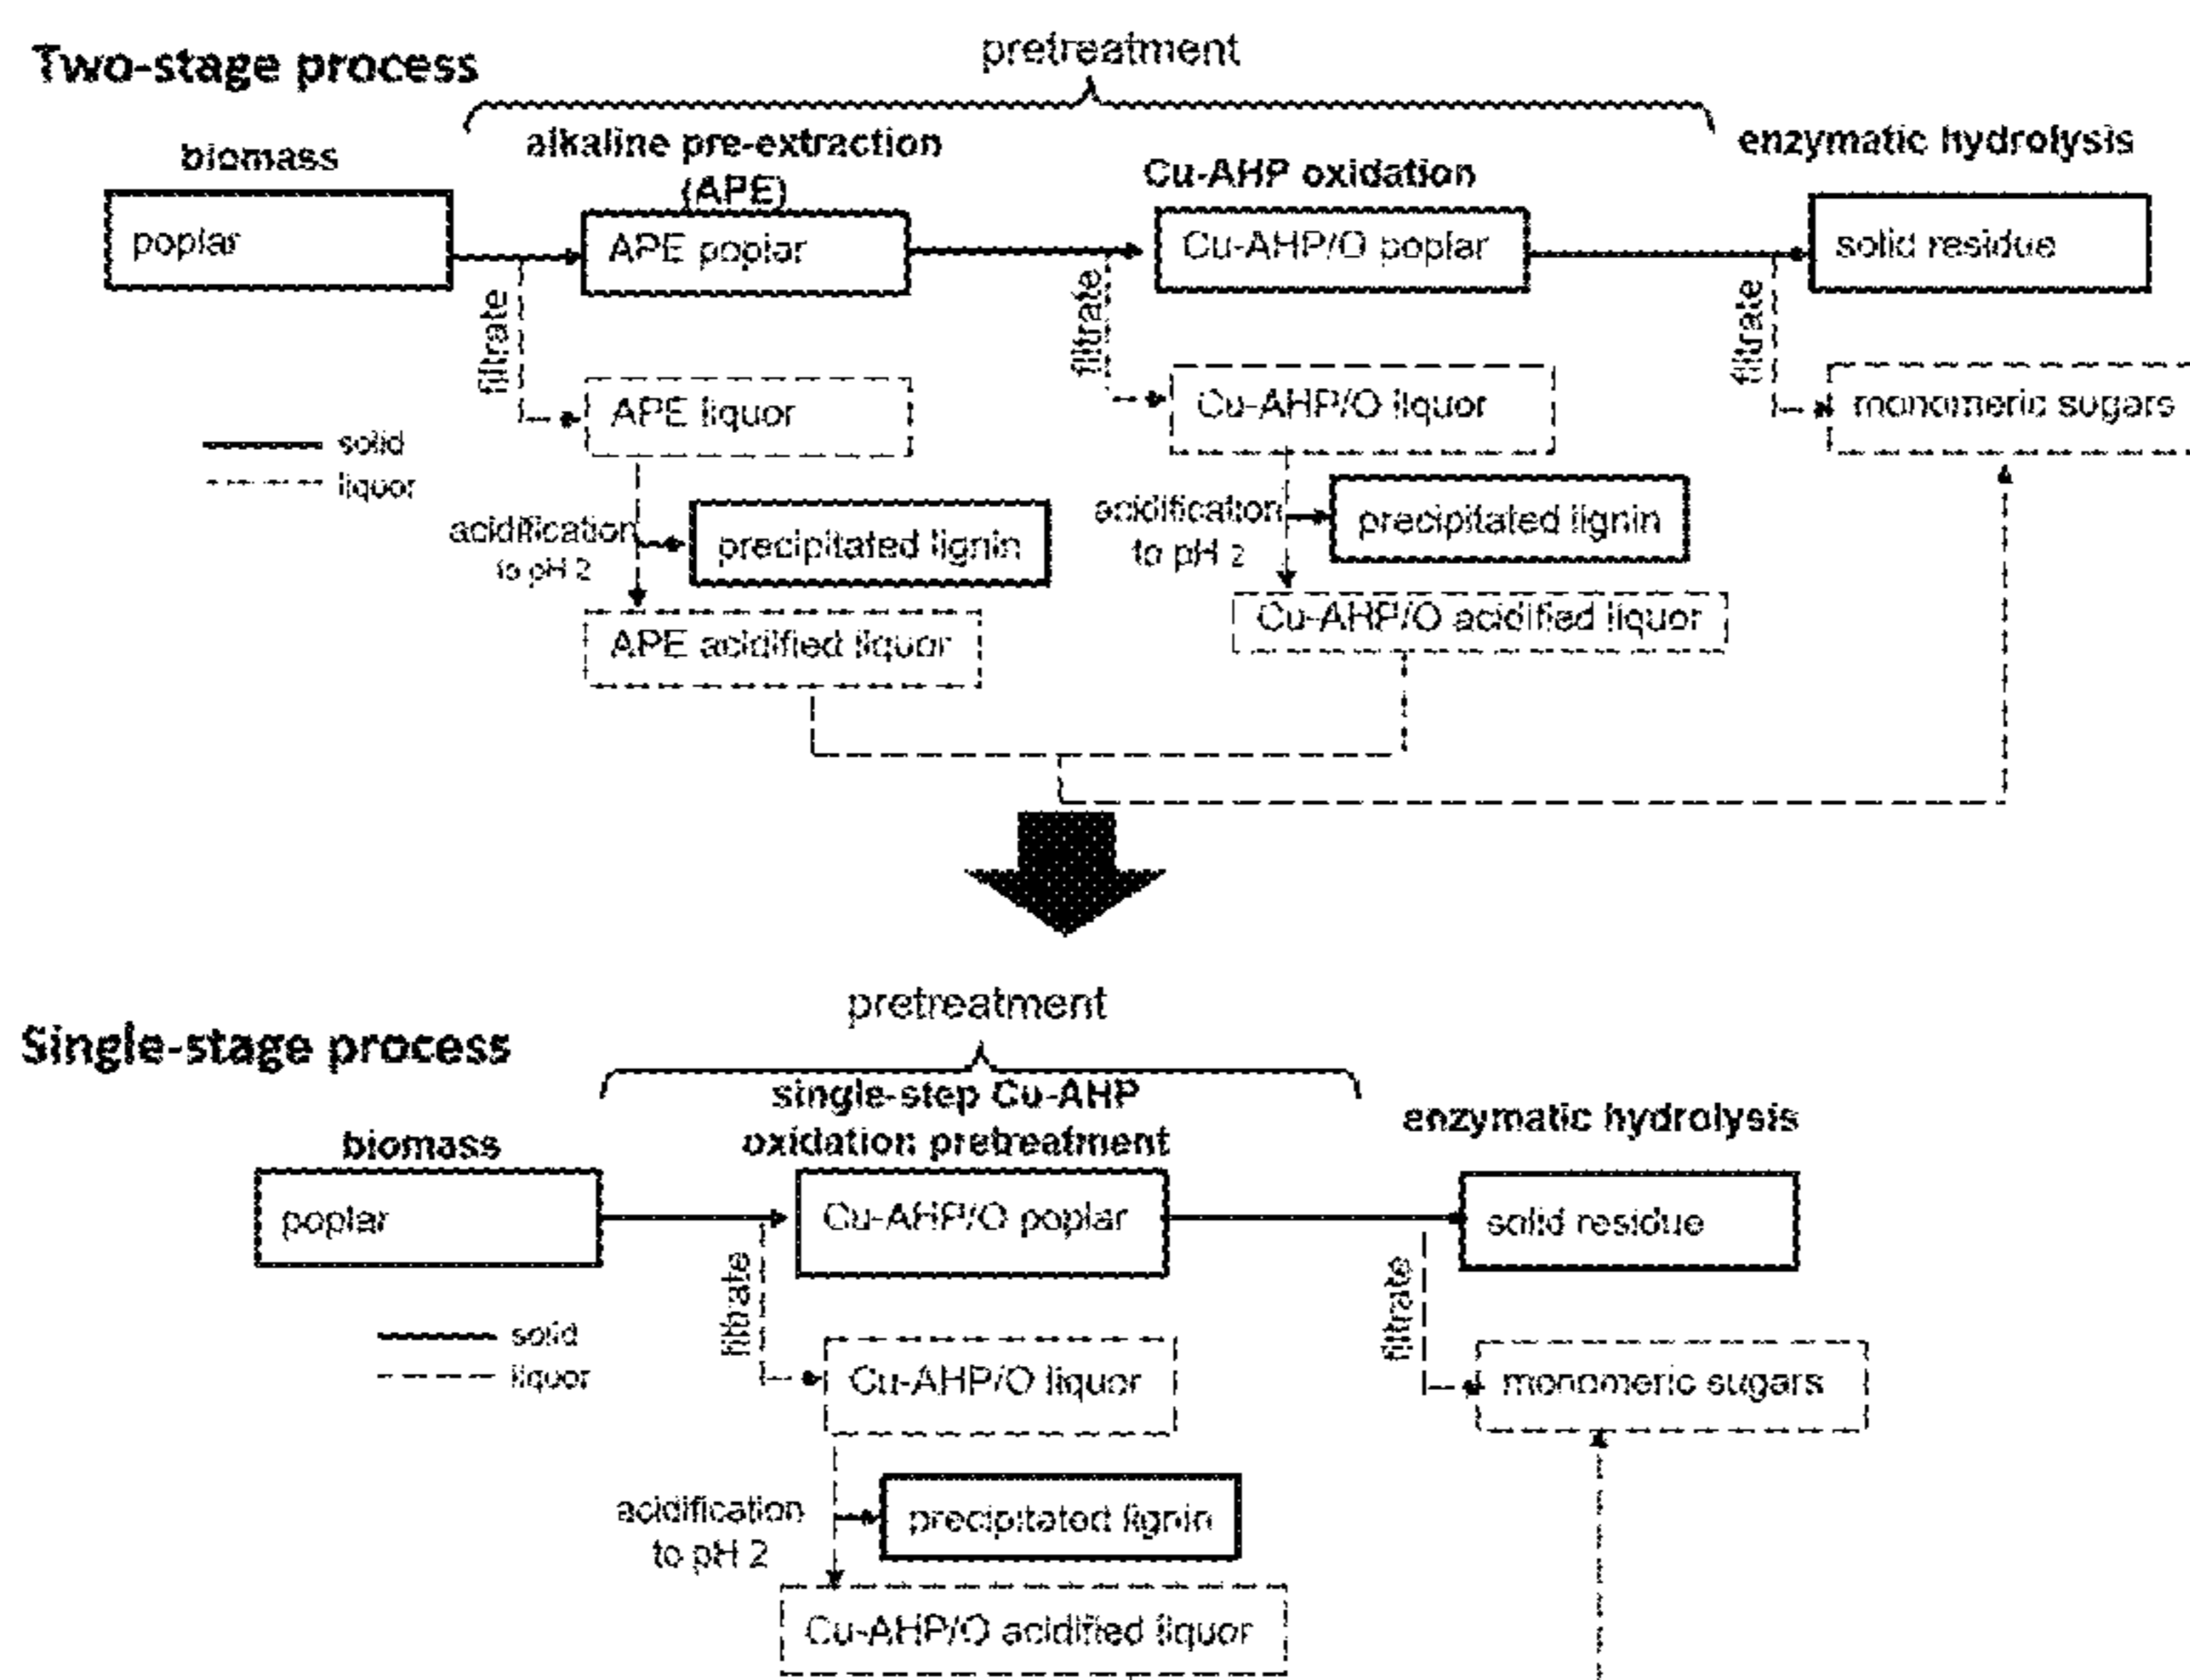 Two-stage process
pretreatment
biomass
alkaline pre-extraction
(APE)
Cu-AHP oxidation
enzymatic hydrolysis
poplar
APE poplar
Cu-AHP/O poplar
solid residue
filtrate
filtrate
filtrate
APE liquor
Cu-AHP/O liquor
monomeric sugars
solid
liquor
acidification
to pH 2
precipitated lignin
acidification
to pH 2
precipitated lignin
APE acidified liquor
Cu-AHP/O acidified liquor
Single-stage process
pretreatment
biomass
single-step Cu-AHP
oxidation pretreatment
enzymatic hydrolysis
poplar
Cu-AHP/O poplar
solid residue
filtrate
filtrate
solid
liquor
Cu-AHP/O liquor
monomeric sugars
acidification
to pH 2
precipitated lignin
Cu-AHP/O acidified liquor